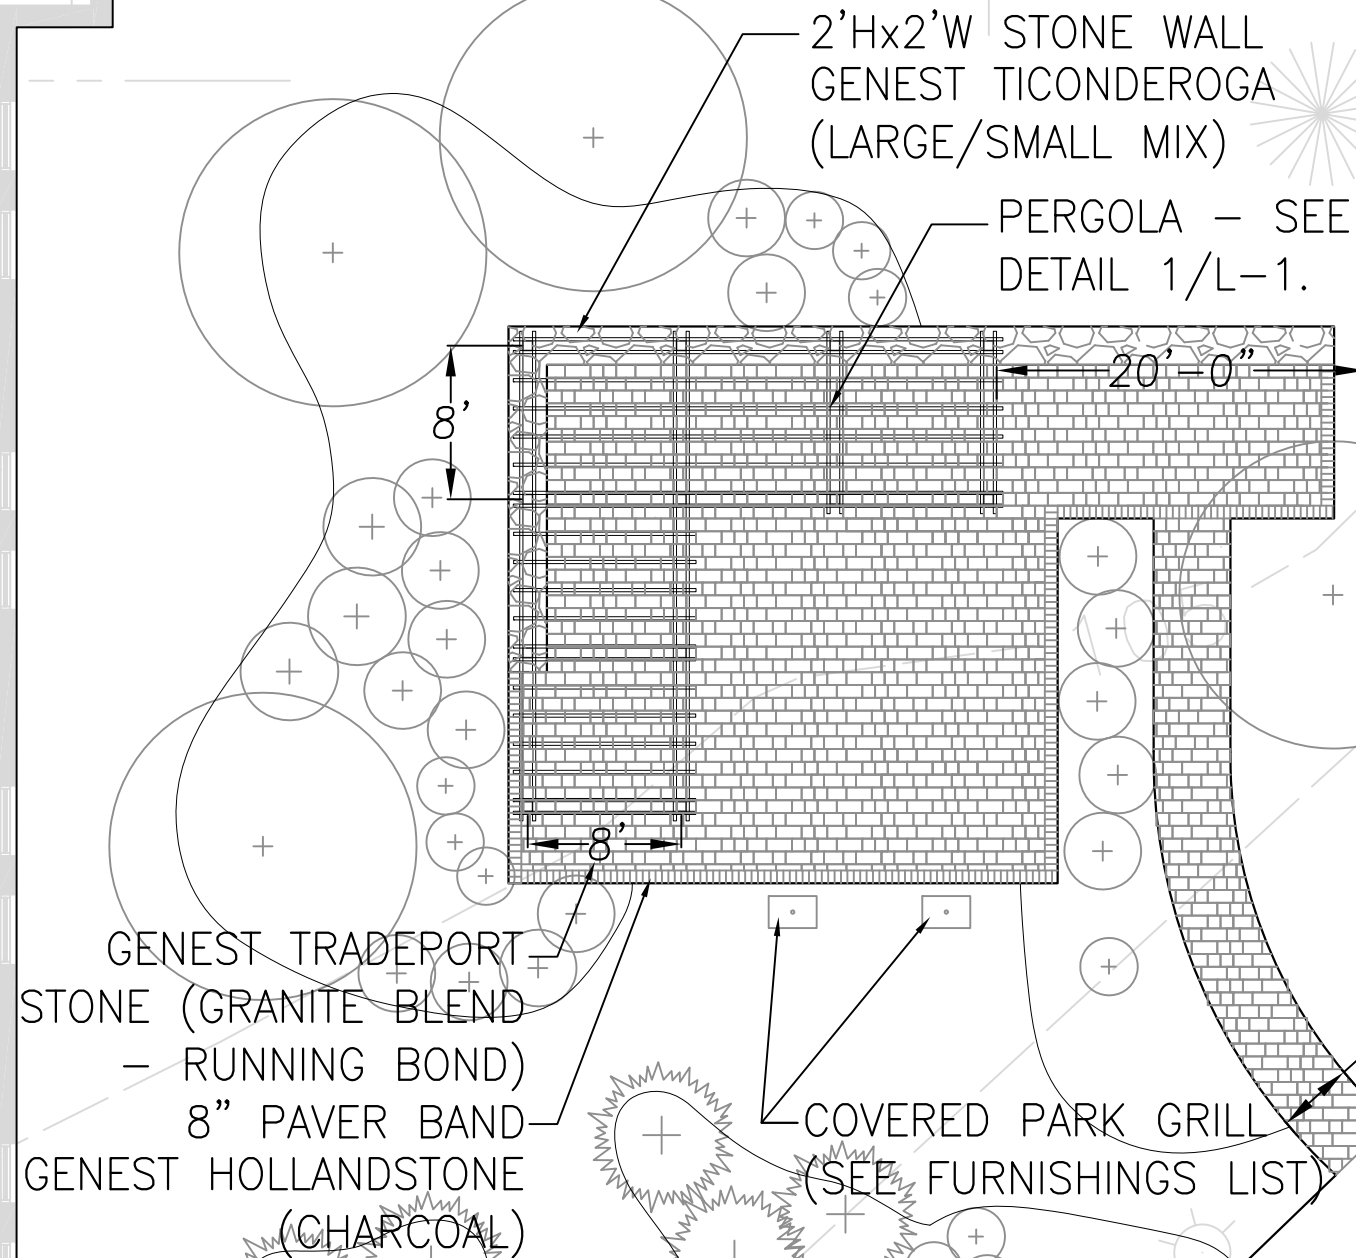 2'Hx2'W STONE WALL
GENEST TICONDEROGA
(LARGE/SMALL MIX)
PERGOLA – SEE
DETAIL 1/L–1.
20'–0"
8'
8'
GENEST TRADEPORT
STONE (GRANITE BLEND
– RUNNING BOND)
8" PAVER BAND
GENEST HOLLANDSTONE
(CHARCOAL)
COVERED PARK GRILL
(SEE FURNISHINGS LIST)